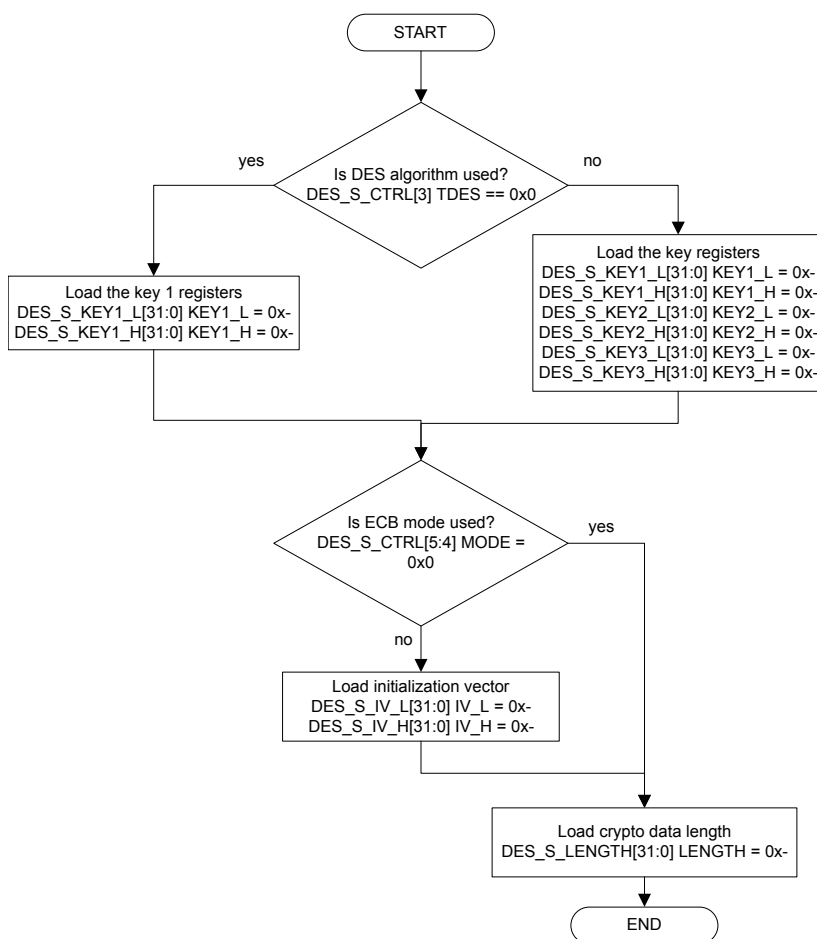 START
Is DES algorithm used?
DES_S_CTRL[3] TDES == 0x0
yes
no
Load the key 1 registers
DES_S_KEY1_L[31:0] KEY1_L = 0x-
DES_S_KEY1_H[31:0] KEY1_H = 0x-
Load the key registers
DES_S_KEY1_L[31:0] KEY1_L = 0x-
DES_S_KEY1_H[31:0] KEY1_H = 0x-
DES_S_KEY2_L[31:0] KEY2_L = 0x-
DES_S_KEY2_H[31:0] KEY2_H = 0x-
DES_S_KEY3_L[31:0] KEY3_L = 0x-
DES_S_KEY3_H[31:0] KEY3_H = 0x-
Is ECB mode used?
DES_S_CTRL[5:4] MODE =
0x0
yes
no
Load initialization vector
DES_S_IV_L[31:0] IV_L = 0x-
DES_S_IV_H[31:0] IV_H = 0x-
Load crypto data length
DES_S_LENGTH[31:0] LENGTH = 0x-
END